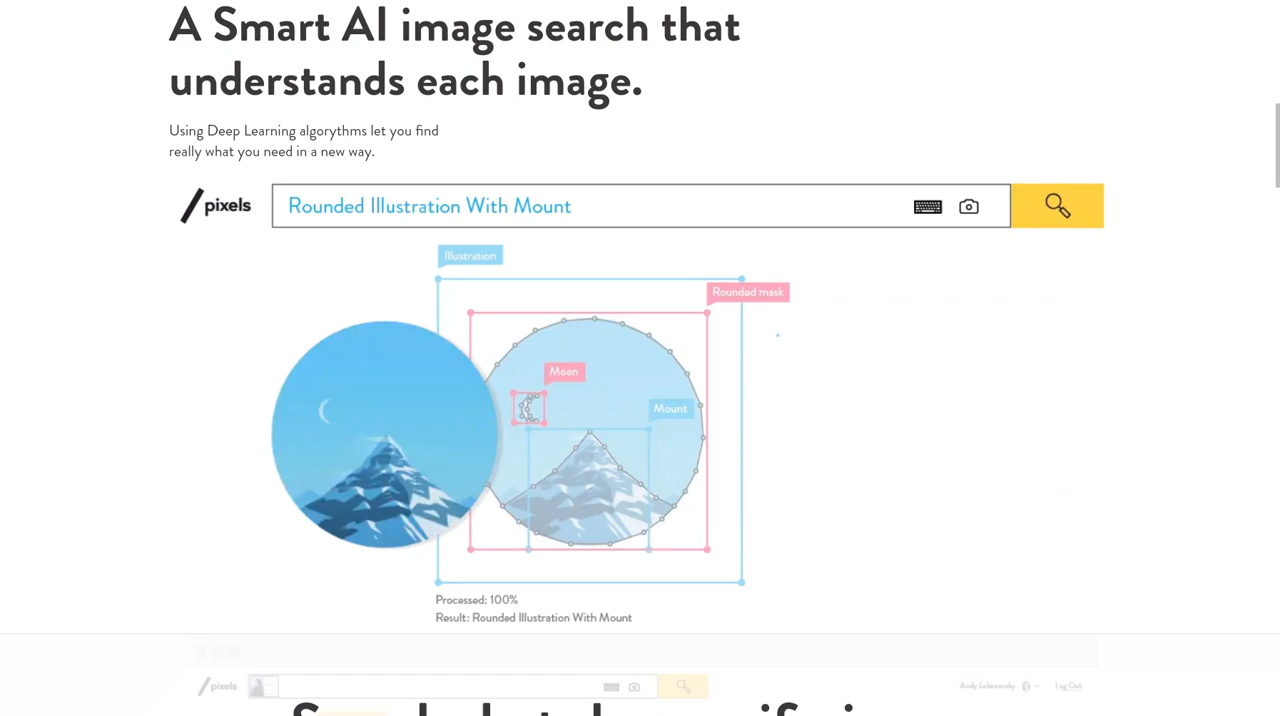 A Smart AI image search that
understands each image.
Using Deep Learning algorythms let you find
really what you need in a new way.
pixels
Rounded Illustration With Mount
Illustration
Rounded mask
Moon
Mount
Processed: 100%
Result: Rounded Illustration With Mount
pixels
Log Out